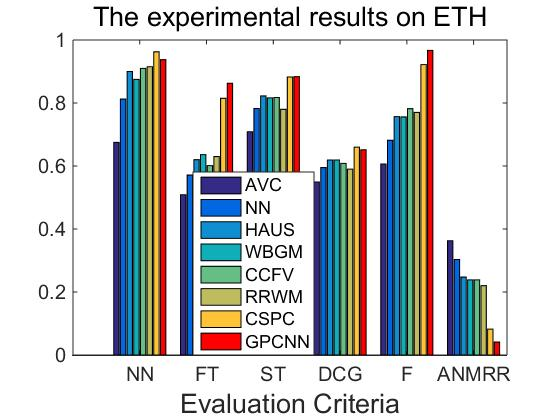 The experimental results on ETH
1
0.8
0.6
0.4
0.2
0
AVC
NN
HAUS
WBGM
CCFV
RRWM
CSPC
GPCNN
NN FT ST DCG F ANMRR
Evaluation Criteria